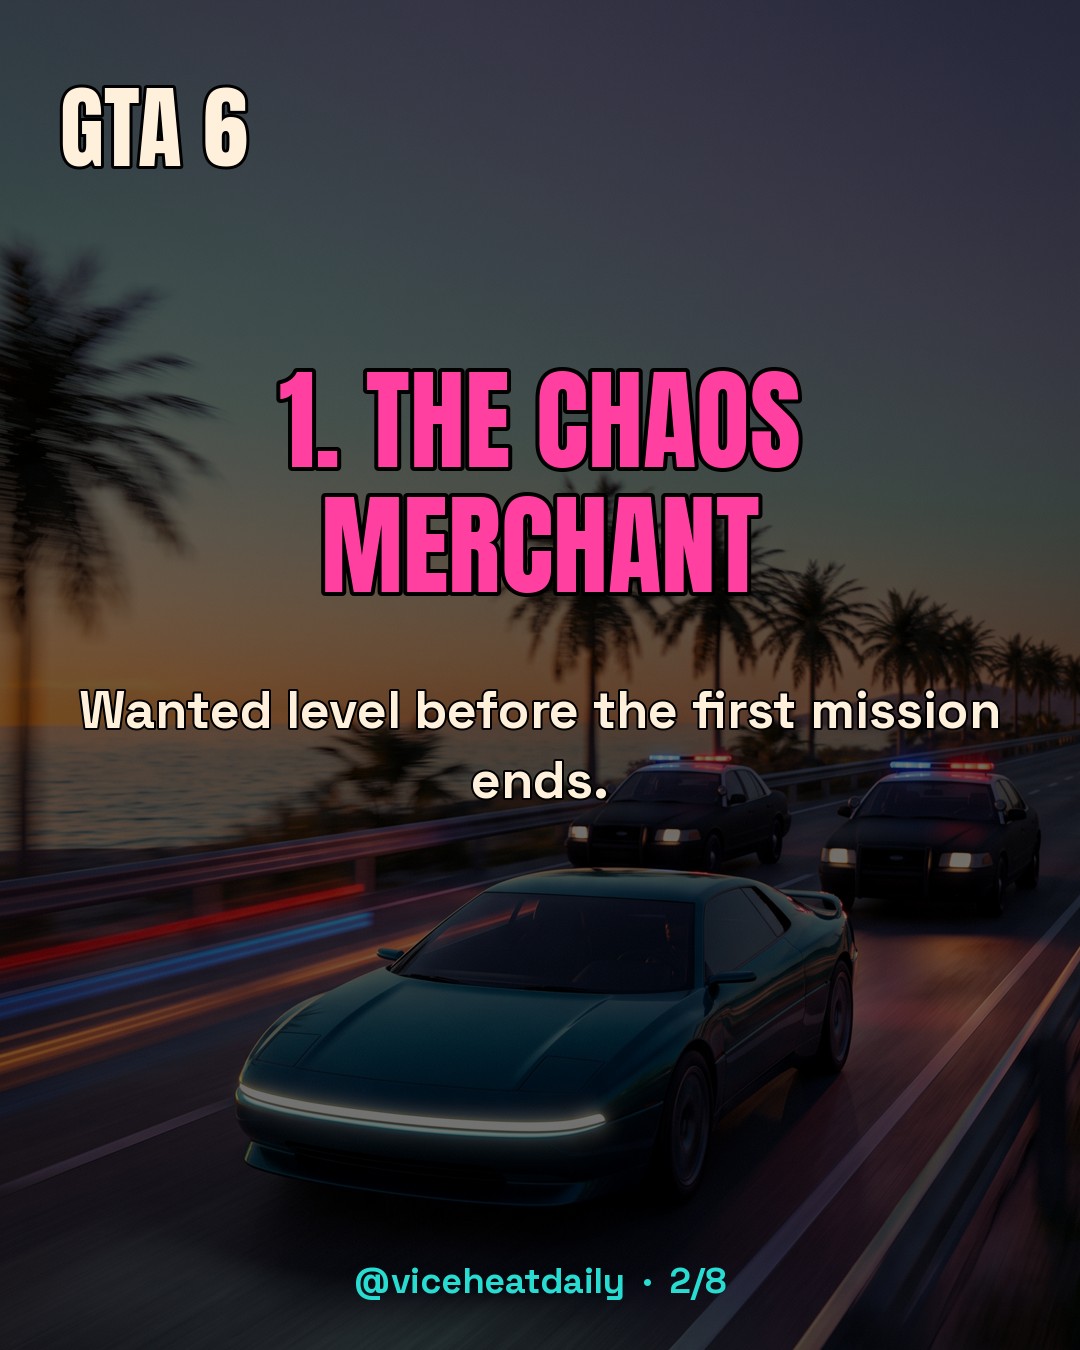 GTA 6
1. THE CHAOS
MERCHANT
Wanted level before the first mission
ends.
@viceheatdaily · 2/8